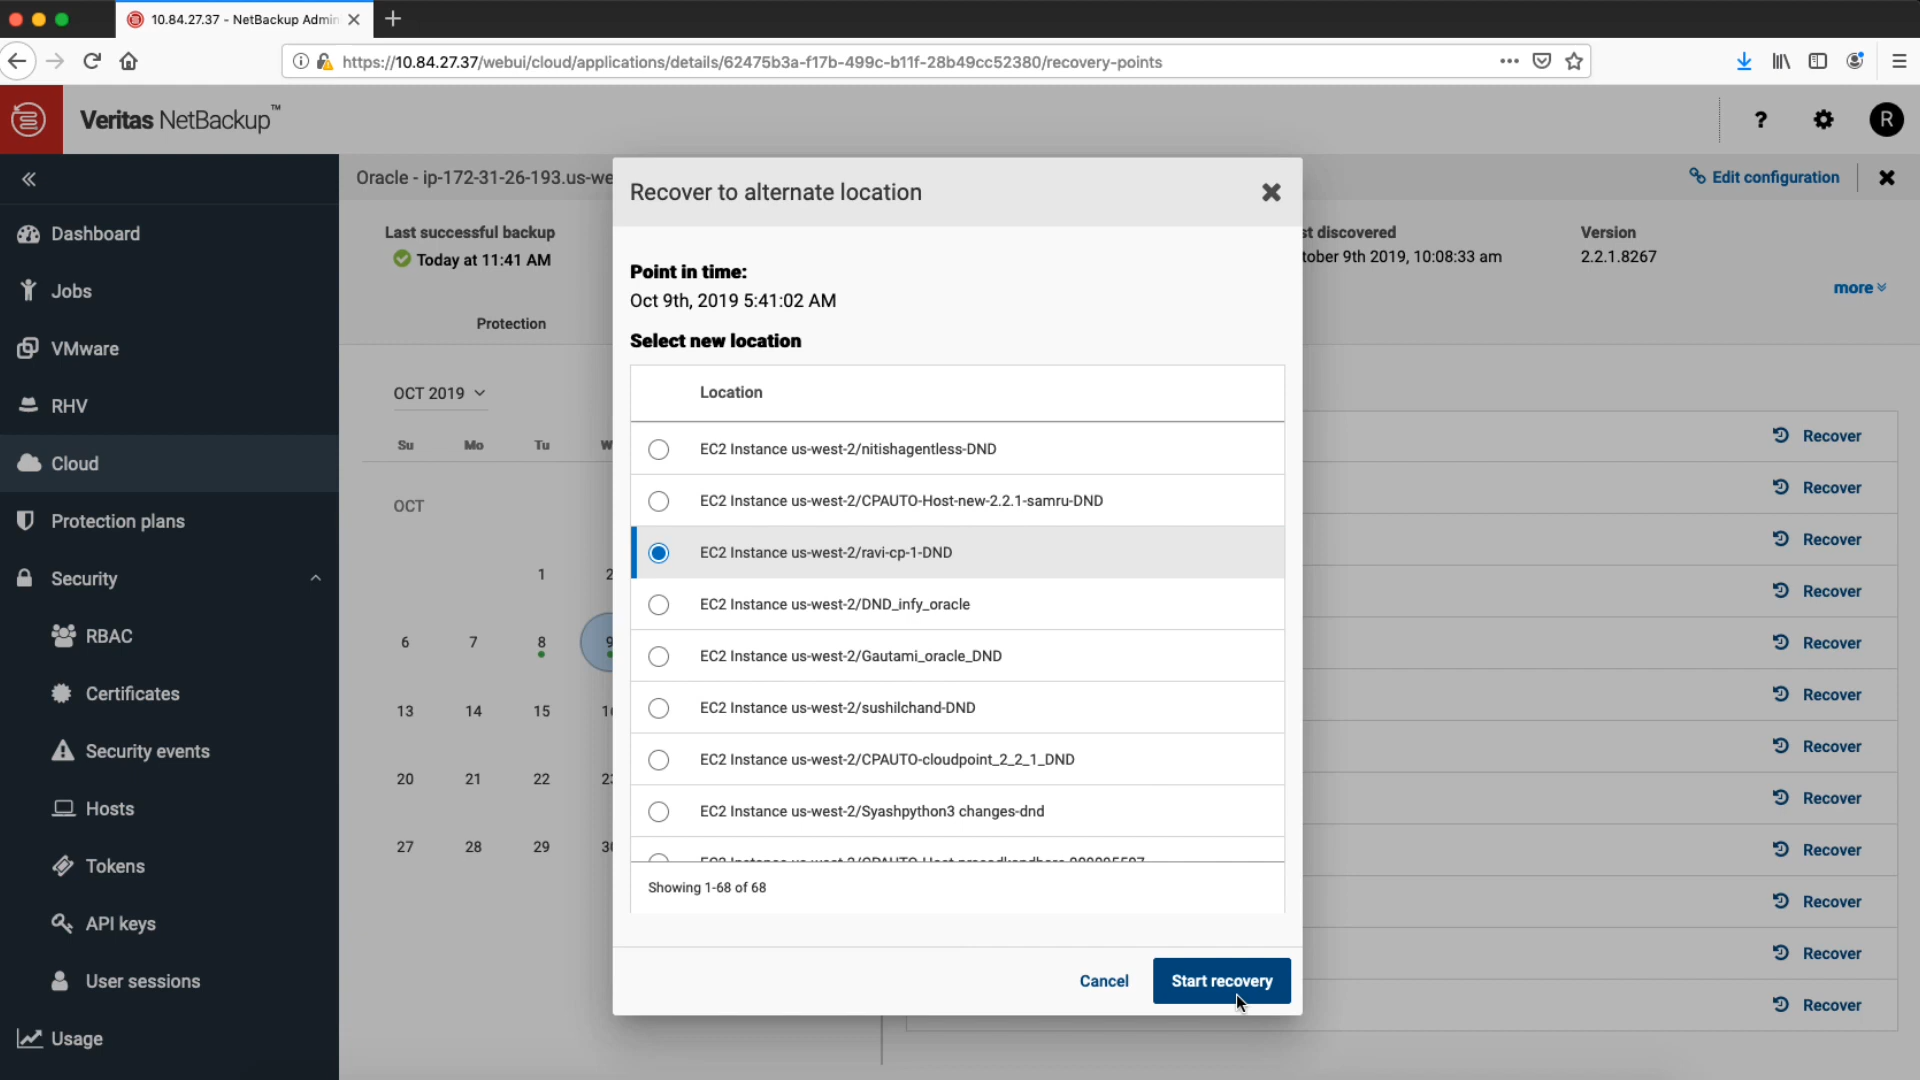 10.84.27.37 - NetBackup Admin
https://10.84.27.37/webui/cloud/applications/details/62475b3a-f17b-499c-b11f-28b49cc52380/recovery-points
Veritas NetBackup™
?
R
Oracle - ip-172-31-26-193.us-we
Edit configuration
Dashboard
Jobs
VMware
RHV
Cloud
Protection plans
Security
RBAC
Certificates
Security events
Hosts
Tokens
API keys
User sessions
Usage
Last successful backup
Today at 11:41 AM
Protection
st discovered
tober 9th 2019, 10:08:33 am
Version
2.2.1.8267
more
OCT 2019
Su Mo Tu W
OCT
1 2
6 7 8 9
13 14 15 16
20 21 22 23
27 28 29 30
Recover to alternate location
Point in time:
Oct 9th, 2019 5:41:02 AM
Select new location
Location
EC2 Instance us-west-2/nitishagentless-DND
EC2 Instance us-west-2/CPAUTO-Host-new-2.2.1-samru-DND
EC2 Instance us-west-2/ravi-cp-1-DND
EC2 Instance us-west-2/DND_infy_oracle
EC2 Instance us-west-2/Gautami_oracle_DND
EC2 Instance us-west-2/sushilchand-DND
EC2 Instance us-west-2/CPAUTO-cloudpoint_2_2_1_DND
EC2 Instance us-west-2/Syashpython3 changes-dnd
Showing 1-68 of 68
Cancel
Start recovery
Recover
Recover
Recover
Recover
Recover
Recover
Recover
Recover
Recover
Recover
Recover
Recover